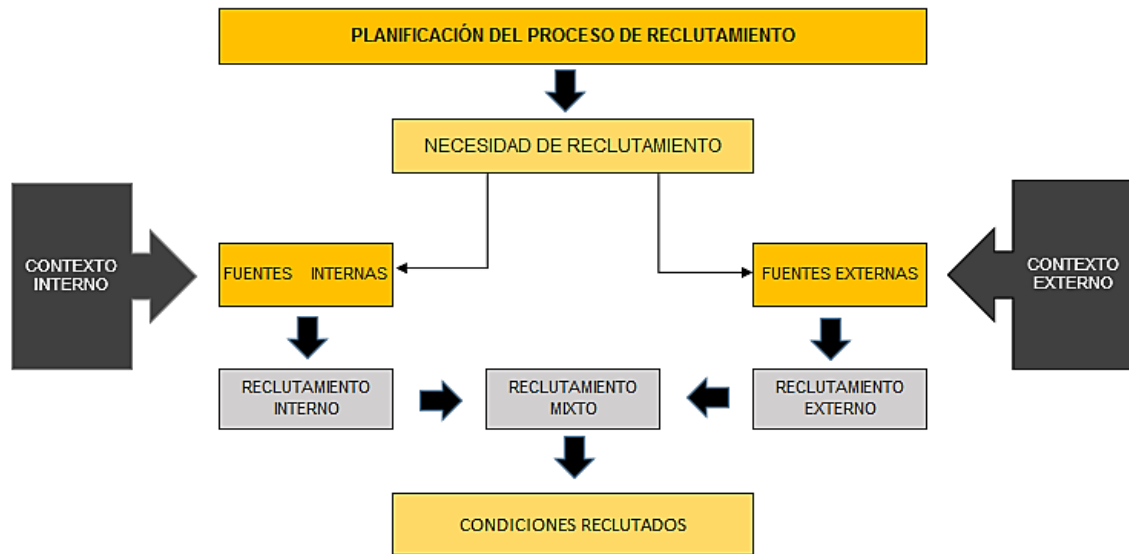 PLANIFICACIÓN DEL PROCESO DE RECLUTAMIENTO
NECESIDAD DE RECLUTAMIENTO
CONTEXTO
INTERNO
FUENTES INTERNAS
FUENTES EXTERNAS
CONTEXTO
EXTERNO
RECLUTAMIENTO
INTERNO
RECLUTAMIENTO
MIXTO
RECLUTAMIENTO
EXTERNO
CONDICIONES RECLUTADOS